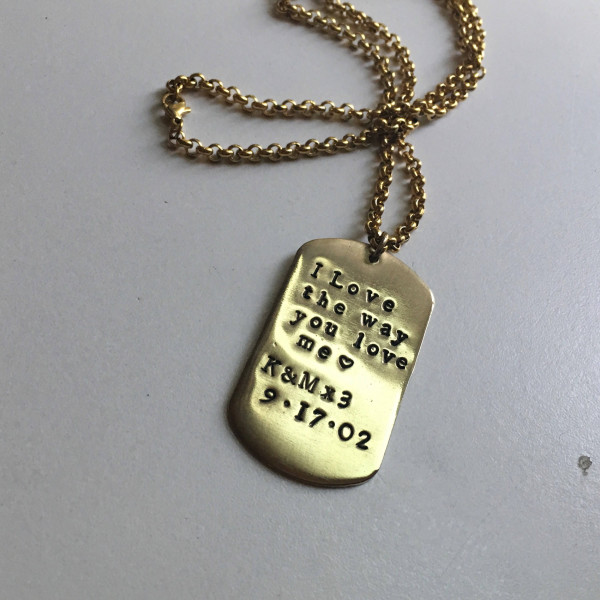 I Love
the way
you love
me ♥
K&Mx3
9•17•02